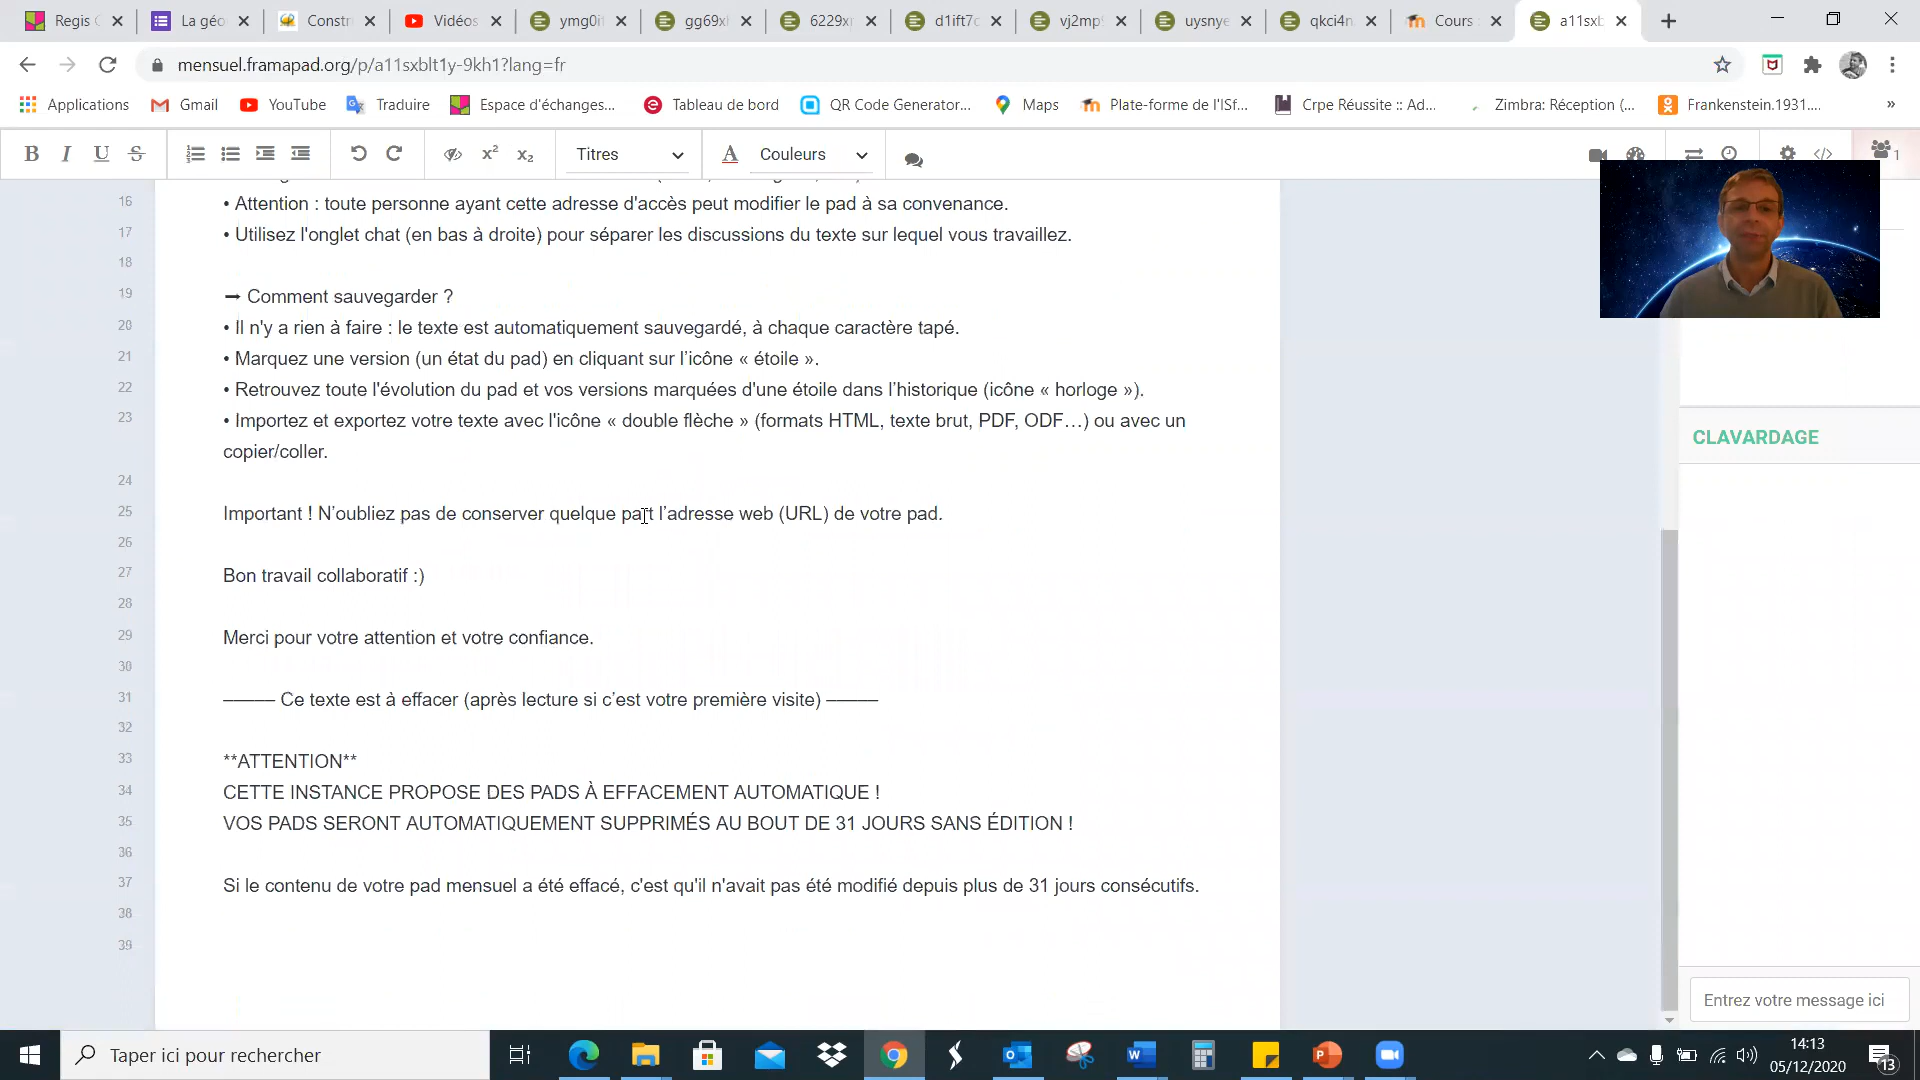 Regis
La géo
Constr
Vidéos
ymg0if
gg69xl
6229xr
d1ift7c
vj2mp
uysnye
qkci4n
Cours
a11sxb
mensuel.framapad.org/p/a11sxblt1y-9kh1?lang=fr
Applications
Gmail
YouTube
Traduire
Espace d'échanges...
Tableau de bord
QR Code Generator...
Maps
Plate-forme de l'ISf...
Crpe Réussite :: Ad...
Zimbra: Réception (...
Frankenstein.1931....
»
B I U S
Titres
A Couleurs
1
16 • Attention : toute personne ayant cette adresse d'accès peut modifier le pad à sa convenance.
17 • Utilisez l'onglet chat (en bas à droite) pour séparer les discussions du texte sur lequel vous travaillez.
18
19 ➞ Comment sauvegarder ?
20 • Il n'y a rien à faire : le texte est automatiquement sauvegardé, à chaque caractère tapé.
21 • Marquez une version (un état du pad) en cliquant sur l’icône « étoile ».
22 • Retrouvez toute l'évolution du pad et vos versions marquées d'une étoile dans l’historique (icône « horloge »).
23 • Importez et exportez votre texte avec l'icône « double flèche » (formats HTML, texte brut, PDF, ODF…) ou avec un
copier/coller.
24
25 Important ! N’oubliez pas de conserver quelque part l’adresse web (URL) de votre pad.
26
27 Bon travail collaboratif :)
28
29 Merci pour votre attention et votre confiance.
30
31 ––––– Ce texte est à effacer (après lecture si c’est votre première visite) –––––
32
33 **ATTENTION**
34 CETTE INSTANCE PROPOSE DES PADS À EFFACEMENT AUTOMATIQUE !
35 VOS PADS SERONT AUTOMATIQUEMENT SUPPRIMÉS AU BOUT DE 31 JOURS SANS ÉDITION !
36
37 Si le contenu de votre pad mensuel a été effacé, c'est qu'il n'avait pas été modifié depuis plus de 31 jours consécutifs.
38
39
CLAVARDAGE
Entrez votre message ici
Taper ici pour rechercher
14:13
05/12/2020
13